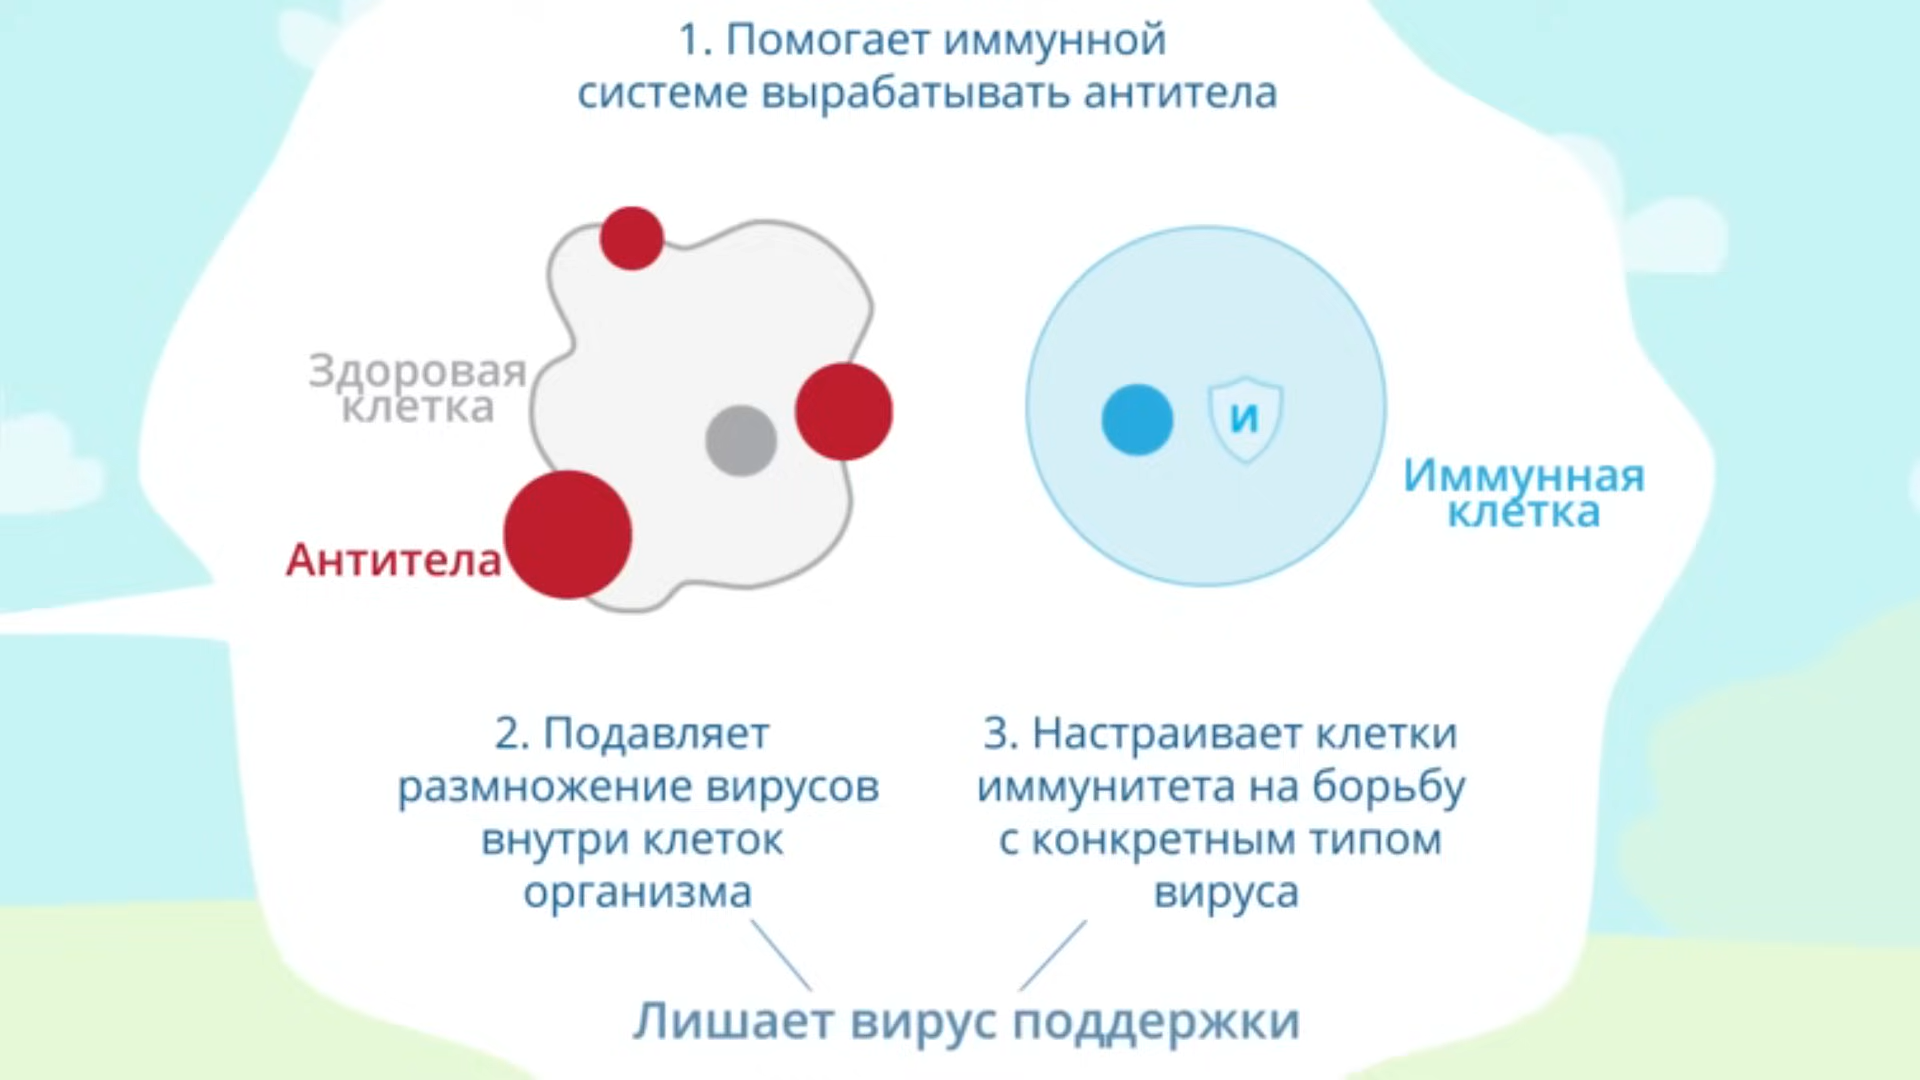 1. Помогает иммунной
системе вырабатывать антитела
Здоровая
клетка
Антитела
И
Иммунная
клетка
2. Подавляет
размножение вирусов
внутри клеток
организма
3. Настраивает клетки
иммунитета на борьбу
с конкретным типом
вируса
Лишает вирус поддержки